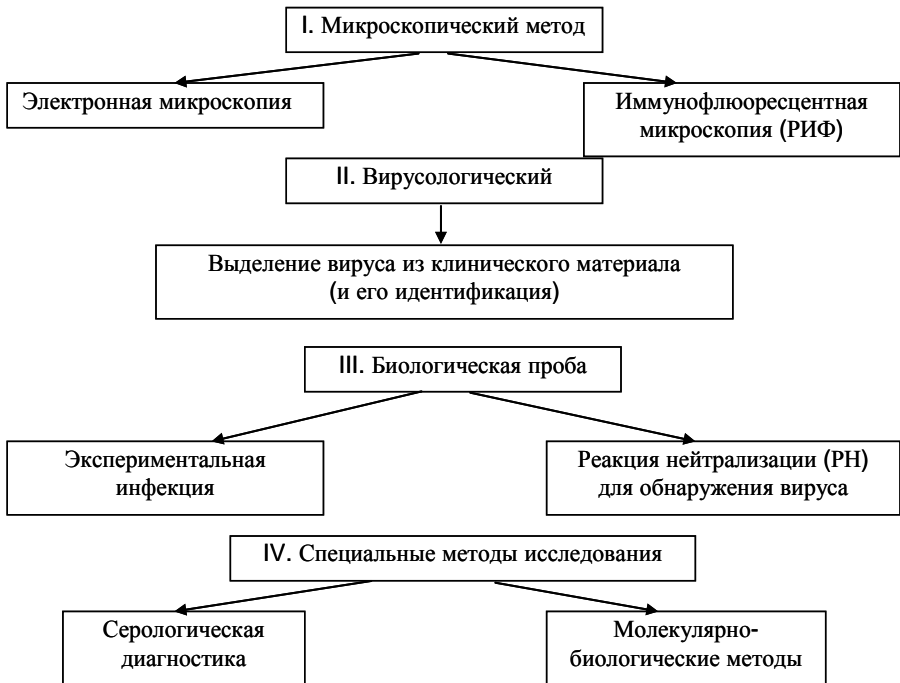 I. Микроскопический метод
Электронная микроскопия
Иммунофлюоресцентная
микроскопия (РИФ)
II. Вирусологический
Выделение вируса из клинического материала
(и его идентификация)
III. Биологическая проба
Экспериментальная
инфекция
Реакция нейтрализации (РН)
для обнаружения вируса
IV. Специальные методы исследования
Серологическая
диагностика
Молекулярно-
биологические методы